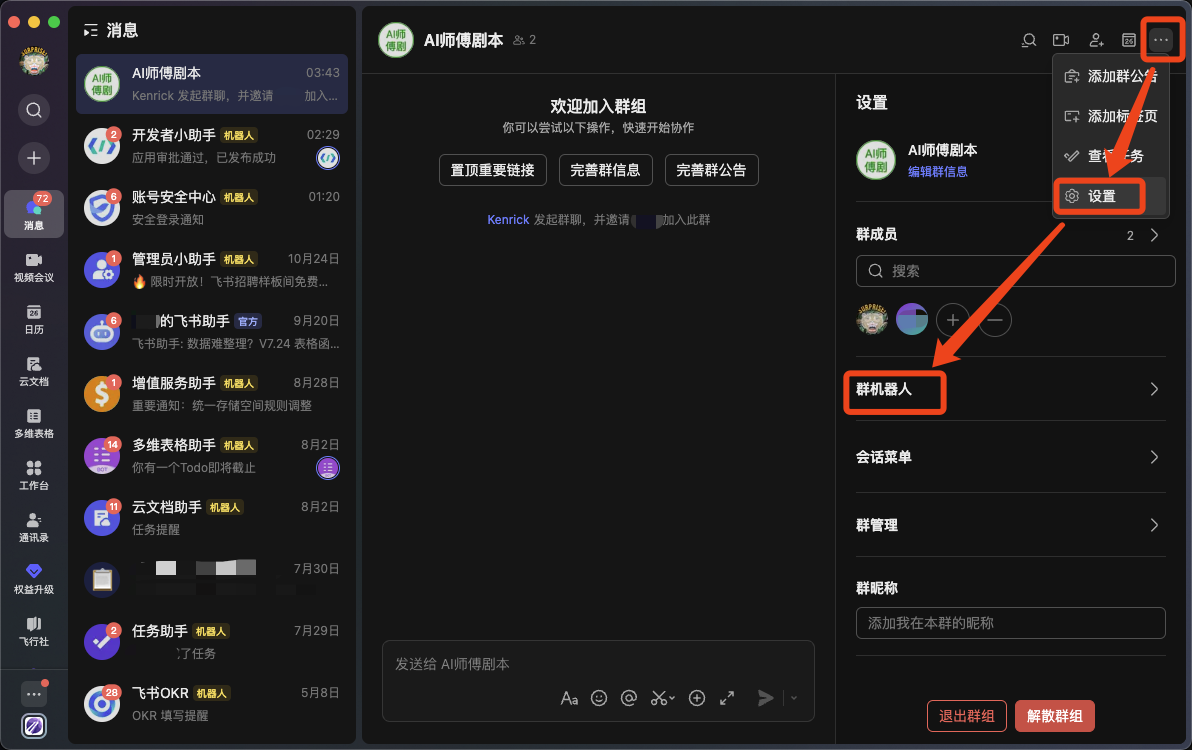 消息
AI师傅剧本
03:43
Kenrick 发起群聊，并邀请 加入...
2
开发者小助手 机器人
02:29
应用审批通过，已发布成功
6
账号安全中心 机器人
01:20
安全登录通知
1
管理员小助手 机器人
10月24日
🔥 限时开放！飞书招聘样板间免费...
6
的飞书助手 官方
9月20日
飞书助手: 数据难整理？V7.24 表格函...
1
增值服务助手 机器人
8月28日
重要通知：统一存储空间规则调整
14
多维表格助手 机器人
8月2日
你有一个Todo即将截止
11
云文档助手 机器人
8月2日
任务提醒
7月30日
2
任务助手 机器人
7月29日
了任务
28
飞书OKR 机器人
5月8日
OKR 填写提醒
72
消息
视频会议
26
日历
云文档
多维表格
工作台
通讯录
权益升级
飞行社
AI师
傅剧
AI师傅剧本
2
26
欢迎加入群组
你可以尝试以下操作，快速开始协作
置顶重要链接
完善群信息
完善群公告
Kenrick 发起群聊，并邀请 加入此群
发送给 AI师傅剧本
Aa
添加群公告
添加标签页
设置
设置
AI师
傅剧
AI师傅剧本
编辑群信息
群成员
2
搜索
群机器人
会话菜单
群管理
群昵称
添加我在本群的昵称
退出群组
解散群组